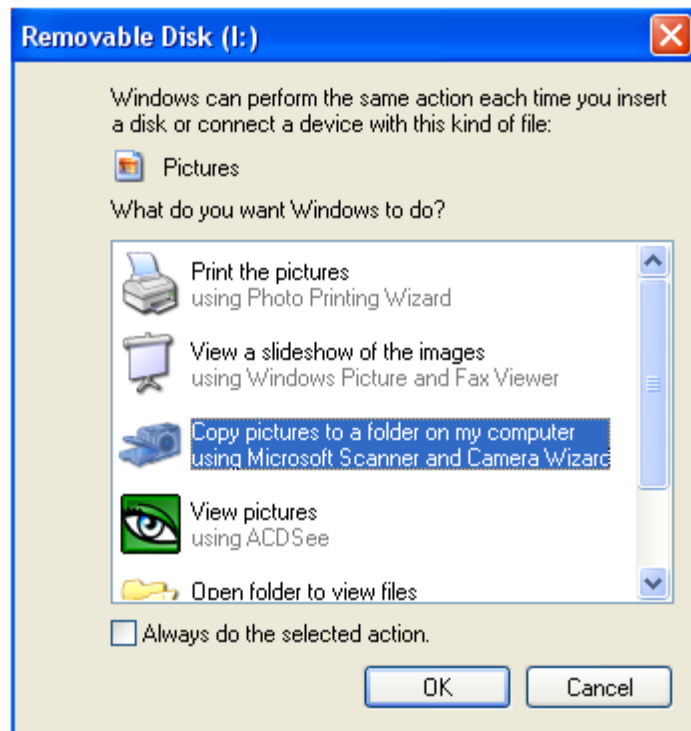 Removable Disk (I:)
Windows can perform the same action each time you insert
a disk or connect a device with this kind of file:
Pictures
What do you want Windows to do?
Print the pictures
using Photo Printing Wizard
View a slideshow of the images
using Windows Picture and Fax Viewer
Copy pictures to a folder on my computer
using Microsoft Scanner and Camera Wizard
View pictures
using ACDSee
Open folder to view files
Always do the selected action.
OK
Cancel